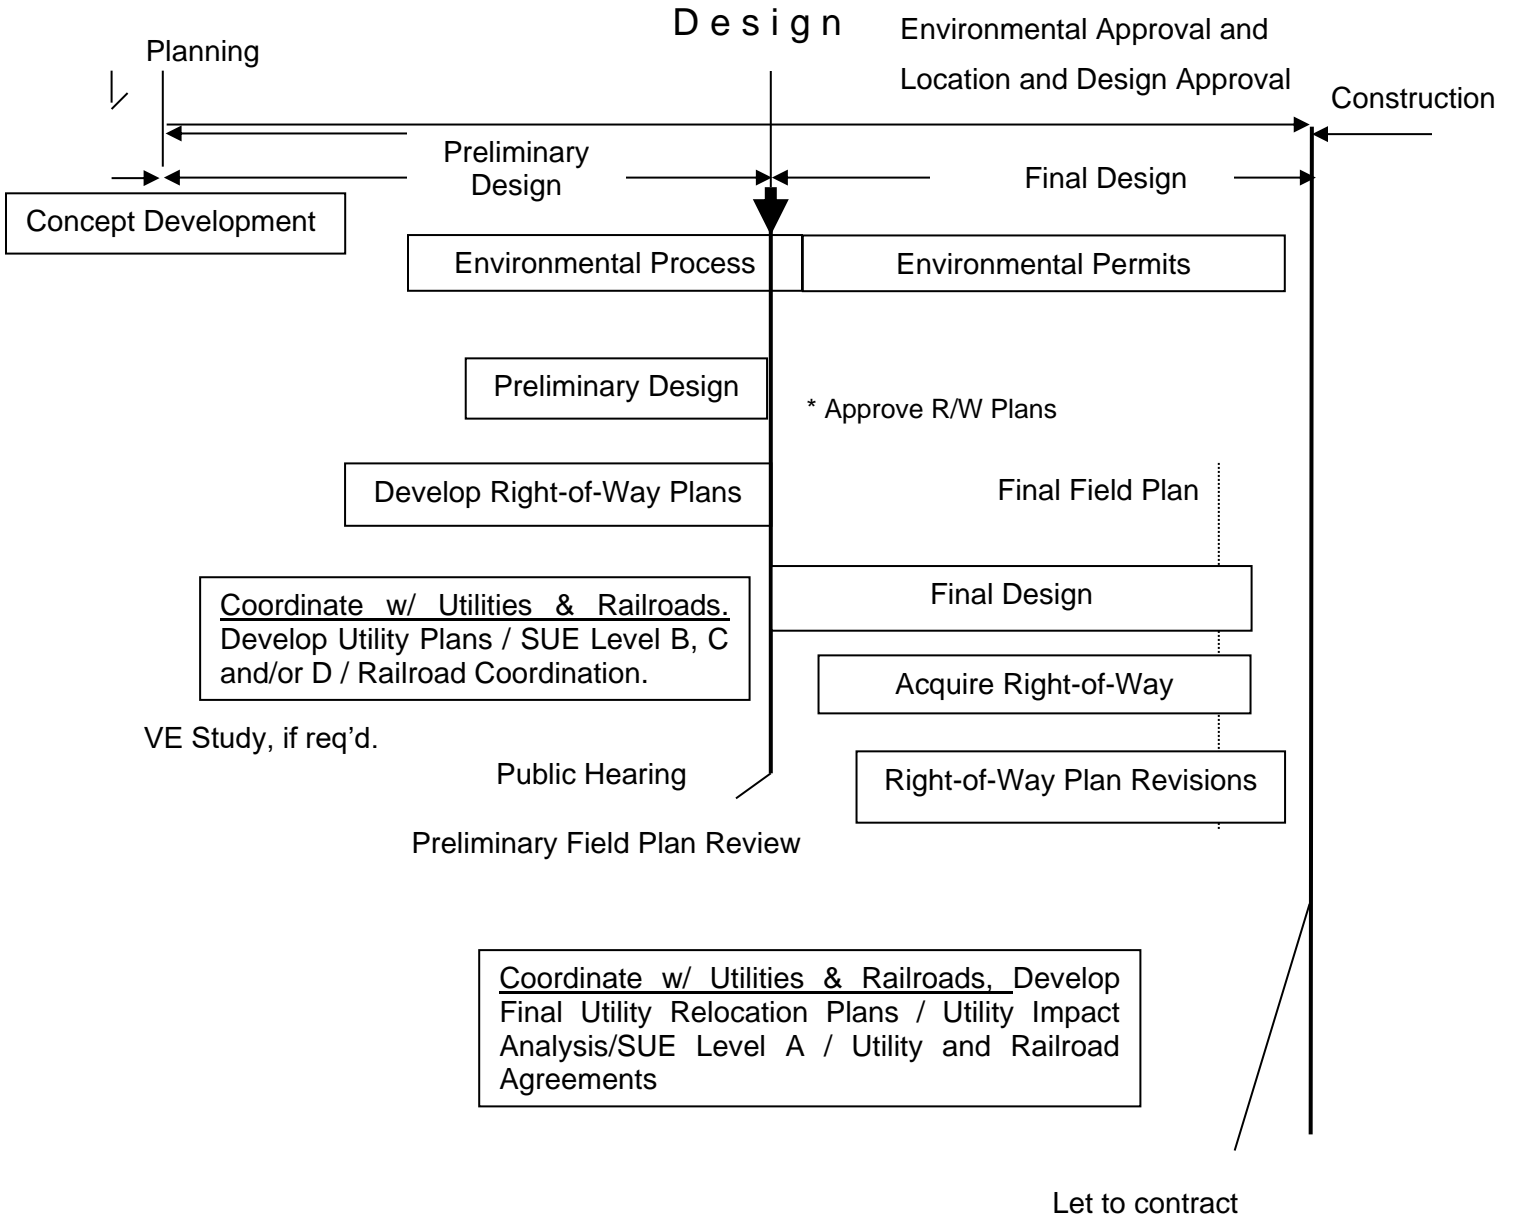 D e s i g n
Environmental Approval and
Location and Design Approval
Planning
Construction
Preliminary
Design
Final Design
Concept Development
Environmental Process
Environmental Permits
Preliminary Design
* Approve R/W Plans
Develop Right-of-Way Plans
Final Field Plan
Coordinate w/ Utilities & Railroads.
Develop Utility Plans / SUE Level B, C
and/or D / Railroad Coordination.
Final Design
Acquire Right-of-Way
VE Study, if req’d.
Public Hearing
Right-of-Way Plan Revisions
Preliminary Field Plan Review
Coordinate w/ Utilities & Railroads, Develop
Final Utility Relocation Plans / Utility Impact
Analysis/SUE Level A / Utility and Railroad
Agreements
Let to contract